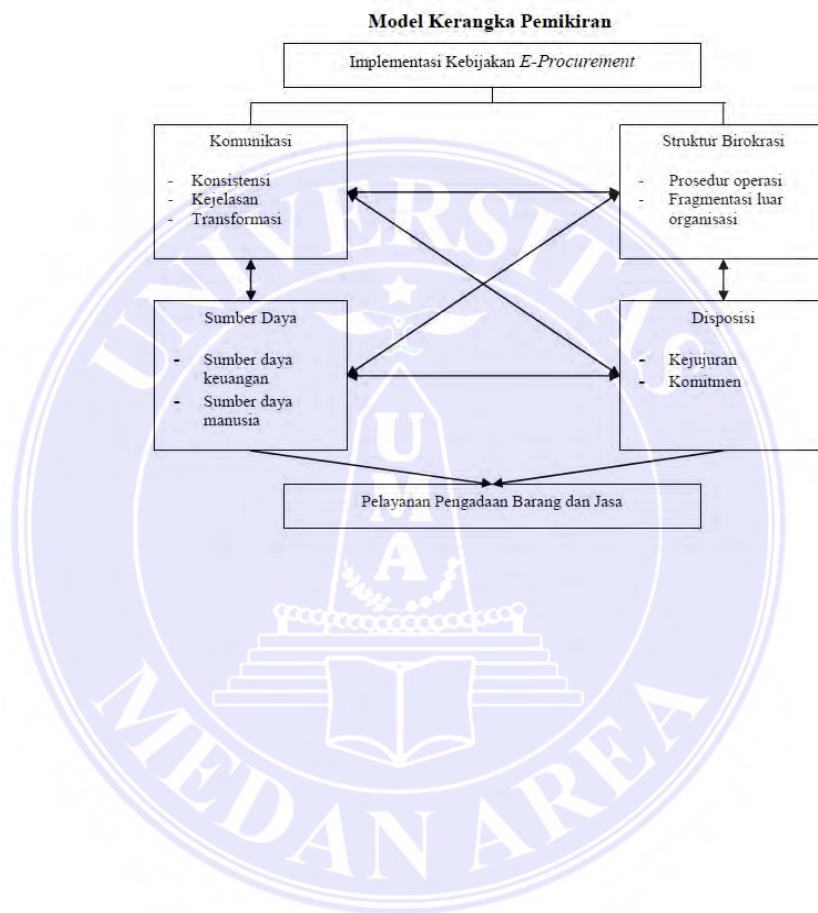 Model Kerangka Pemikiran
Implementasi Kebijakan E-Procurement
Komunikasi
- Konsistensi
- Kejelasan
- Transformasi
Struktur Birokrasi
- Prosedur operasi
- Fragmentasi luar
organisasi
Sumber Daya
- Sumber daya
keuangan
- Sumber daya
manusia
Disposisi
- Kejujuran
- Komitmen
Pelayanan Pengadaan Barang dan Jasa
UNIVERSITAS
MEDAN AREA
U
M
A